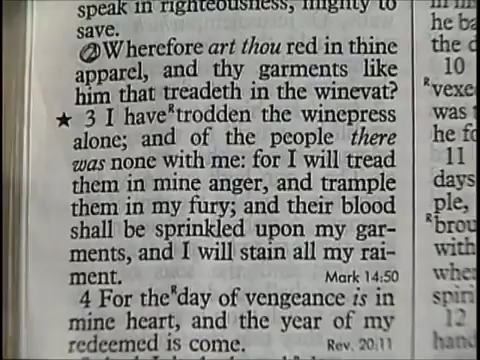 speak in righteousness, mighty to
save.
2 Wherefore art thou red in thine
apparel, and thy garments like
him that treadeth in the winevat?
★ 3 I have R trodden the winepress
alone; and of the people there
was none with me: for I will tread
them in mine anger, and trample
them in my fury; and their blood
shall be sprinkled upon my gar-
ments, and I will stain all my rai-
ment. Mark 14:50
4 For the R day of vengeance is in
mine heart, and the year of my
redeemed is come. Rev. 20:11
he
the
10
R vexe
was
he fo
11
days
ple,
R brou
with
whe
spiri
12
hand